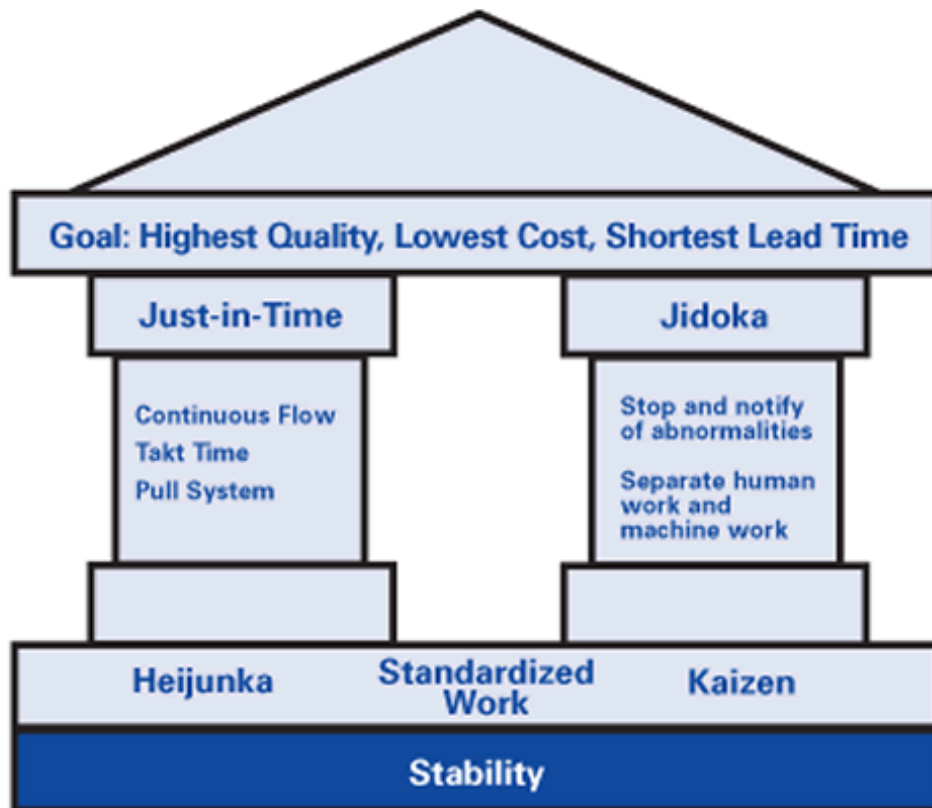 Goal: Highest Quality, Lowest Cost, Shortest Lead Time
Just-in-Time
Continuous Flow
Takt Time
Pull System
Jidoka
Stop and notify
of abnormalities
Separate human
work and
machine work
Heijunka
Standardized
Work
Kaizen
Stability